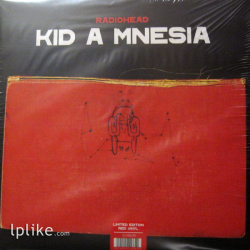 RADIOHEAD
KID A MNESIA
LIMITED EDITION
RED VINYL
lplike.com